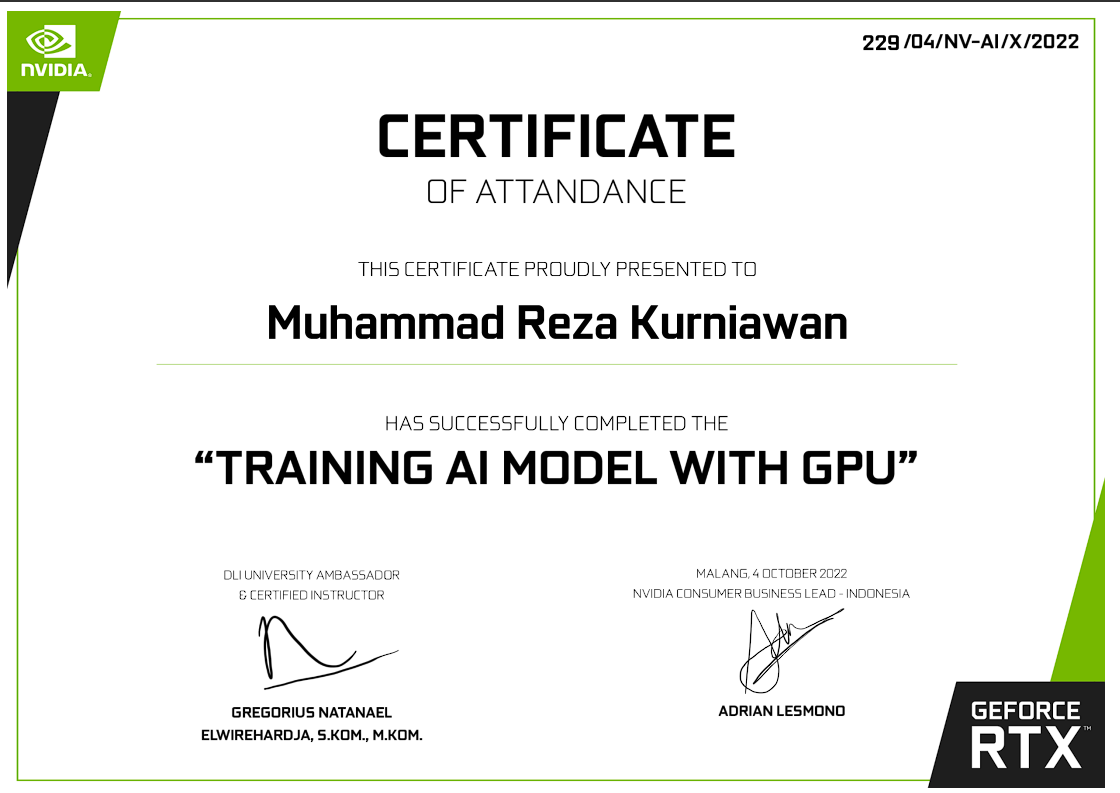 NVIDIA.
229 /04/NV-AI/X/2022
CERTIFICATE
OF ATTANDANCE
THIS CERTIFICATE PROUDLY PRESENTED TO
Muhammad Reza Kurniawan
HAS SUCCESSFULLY COMPLETED THE
“TRAINING AI MODEL WITH GPU”
DLI UNIVERSITY AMBASSADOR
& CERTIFIED INSTRUCTOR
GREGORIUS NATANAEL
ELWIREHARDJA, S.KOM., M.KOM.
MALANG, 4 OCTOBER 2022
NVIDIA CONSUMER BUSINESS LEAD - INDONESIA
ADRIAN LESMONO
GEFORCE
RTX™